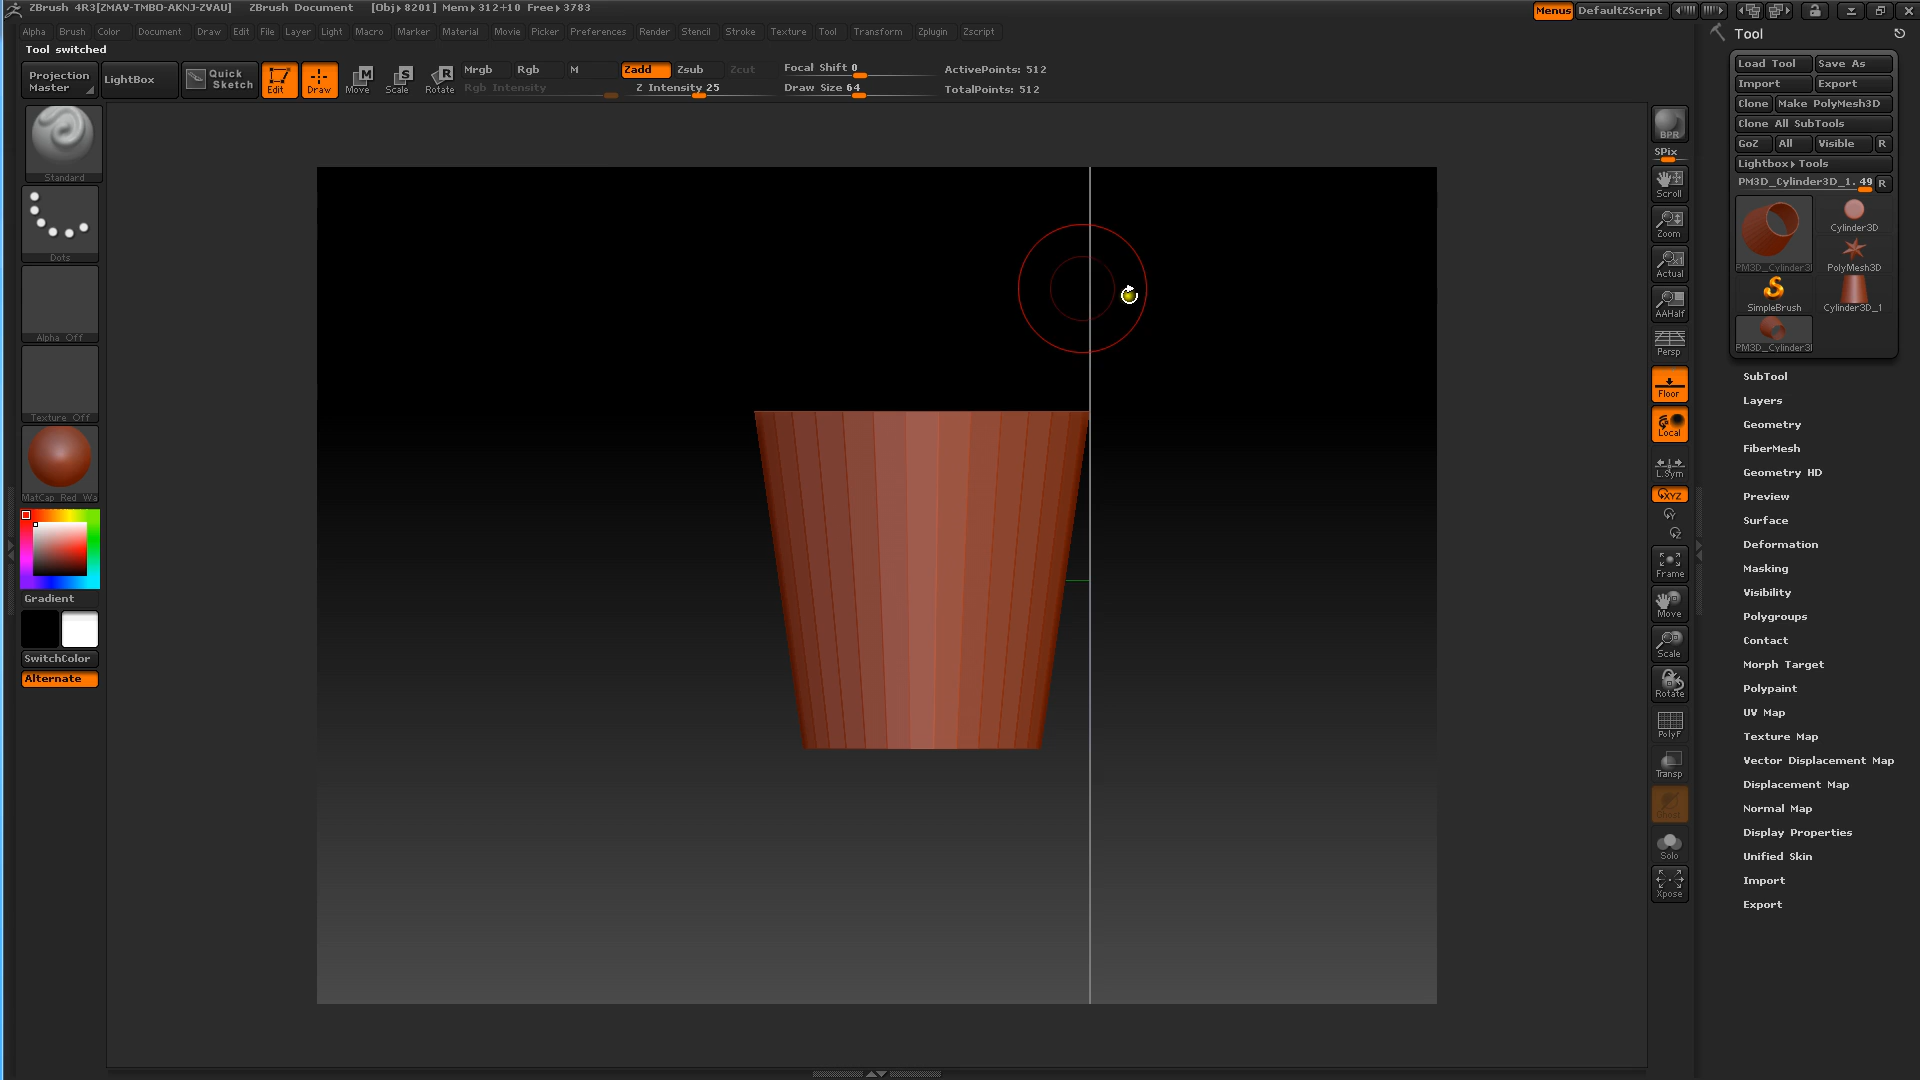 ZBrush 4R3[ZMAV-TMBO-AKNJ-ZVAU] ZBrush Document [Obj▸8201] Mem▸312+10 Free▸3783
Menus DefaultZScript
Alpha Brush Color Document Draw Edit File Layer Light Macro Marker Material Movie Picker Preferences Render Stencil Stroke Texture Tool Transform Zplugin Zscript
Tool switched
Projection Master
LightBox
Quick Sketch
Edit
Draw
Move
Scale
Rotate
Mrgb Rgb M
Rgb Intensity
Zadd Zsub Zcut
Z Intensity 25
Focal Shift 0
Draw Size 64
ActivePoints: 512
TotalPoints: 512
Standard
Dots
Alpha Off
Texture Off
MatCap Red Wa
Gradient
SwitchColor
Alternate
BPR
SPix
Scroll
Zoom
Actual
AAHalf
Persp
Floor
Local
L.Sym
XYZ
Frame
Move
Scale
Rotate
PolyF
Transp
Ghost
Solo
Xpose
Tool
Load Tool Save As
Import Export
Clone Make PolyMesh3D
Clone All SubTools
GoZ All Visible R
Lightbox▸Tools
PM3D_Cylinder3D_1. 49 R
PM3D_Cylinder3
Cylinder3D
PolyMesh3D
SimpleBrush
Cylinder3D_1
PM3D_Cylinder3
SubTool
Layers
Geometry
FiberMesh
Geometry HD
Preview
Surface
Deformation
Masking
Visibility
Polygroups
Contact
Morph Target
Polypaint
UV Map
Texture Map
Vector Displacement Map
Displacement Map
Normal Map
Display Properties
Unified Skin
Import
Export